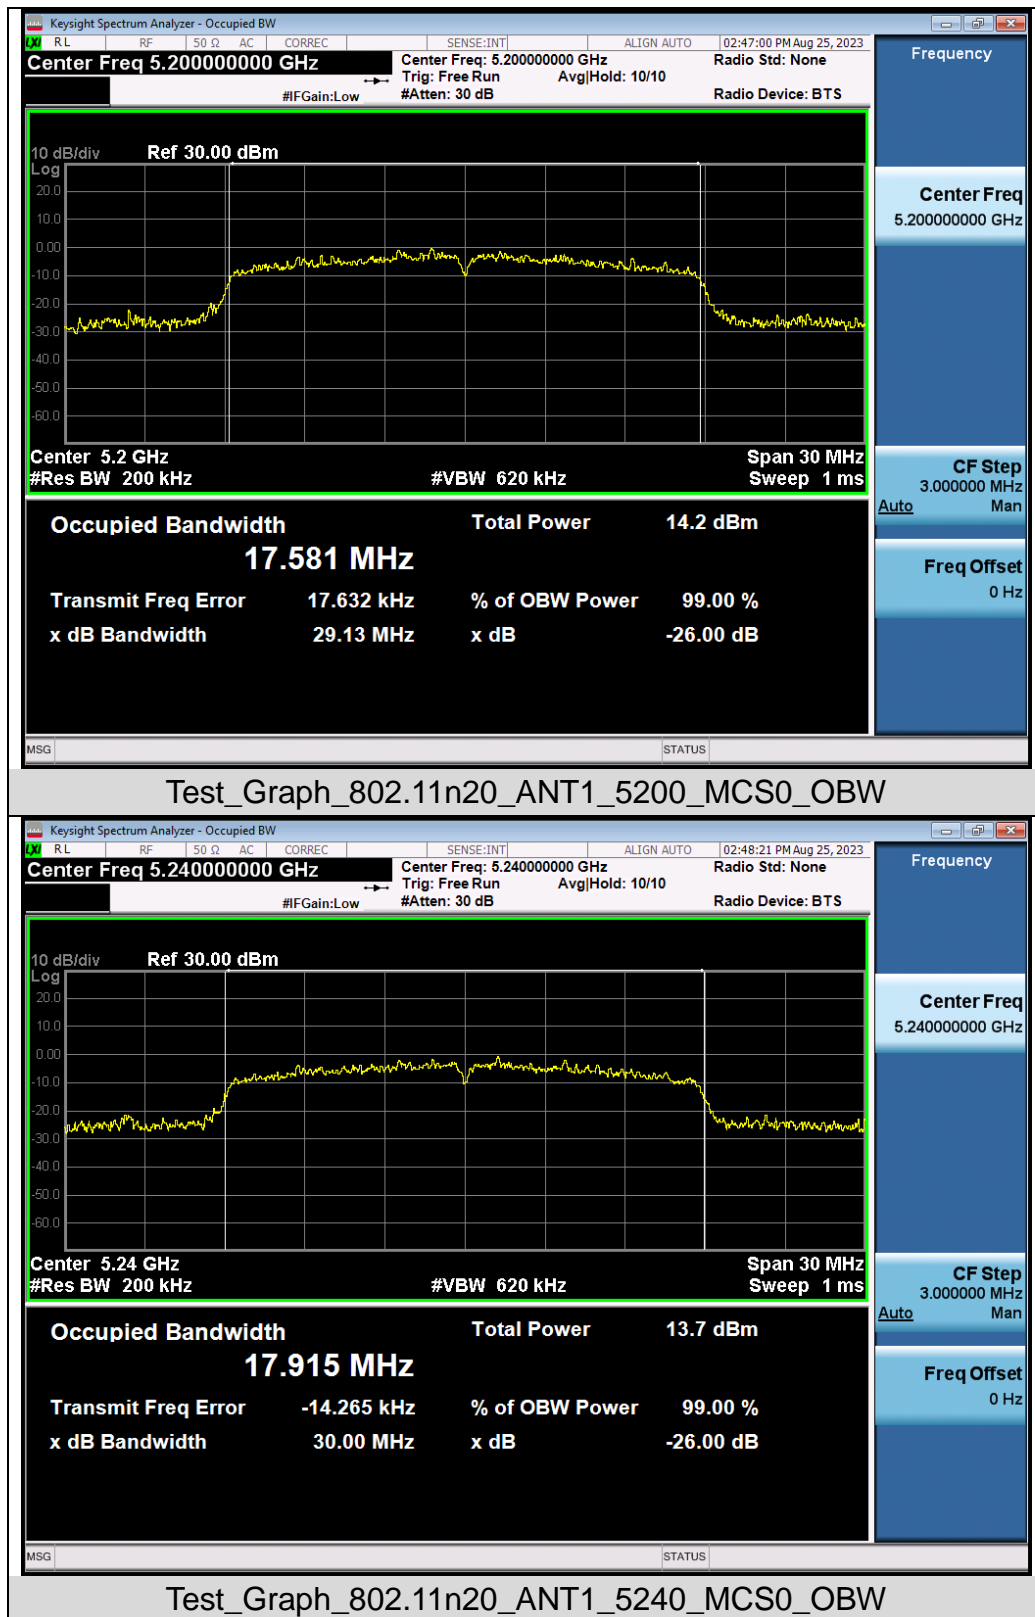 Keysight Spectrum Analyzer - Occupied BW
LXI RL RF 50 Ω AC CORREC SENSE:INT ALIGN AUTO 02:47:00 PM Aug 25, 2023
Center Freq 5.200000000 GHz Center Freq: 5.200000000 GHz Radio Std: None
Trig: Free Run Avg|Hold: 10/10
#IFGain:Low #Atten: 30 dB Radio Device: BTS
10 dB/div Ref 30.00 dBm
Log
20.0
10.0
0.00
-10.0
-20.0
-30.0
-40.0
-50.0
-60.0
Center 5.2 GHz Span 30 MHz
#Res BW 200 kHz #VBW 620 kHz Sweep 1 ms
Occupied Bandwidth Total Power 14.2 dBm
17.581 MHz
Transmit Freq Error 17.632 kHz % of OBW Power 99.00 %
x dB Bandwidth 29.13 MHz x dB -26.00 dB
MSG STATUS
Frequency
Center Freq
5.200000000 GHz
CF Step
3.000000 MHz
Auto Man
Freq Offset
0 Hz
Test_Graph_802.11n20_ANT1_5200_MCS0_OBW
Keysight Spectrum Analyzer - Occupied BW
LXI RL RF 50 Ω AC CORREC SENSE:INT ALIGN AUTO 02:48:21 PM Aug 25, 2023
Center Freq 5.240000000 GHz Center Freq: 5.240000000 GHz Radio Std: None
Trig: Free Run Avg|Hold: 10/10
#IFGain:Low #Atten: 30 dB Radio Device: BTS
10 dB/div Ref 30.00 dBm
Log
20.0
10.0
0.00
-10.0
-20.0
-30.0
-40.0
-50.0
-60.0
Center 5.24 GHz Span 30 MHz
#Res BW 200 kHz #VBW 620 kHz Sweep 1 ms
Occupied Bandwidth Total Power 13.7 dBm
17.915 MHz
Transmit Freq Error -14.265 kHz % of OBW Power 99.00 %
x dB Bandwidth 30.00 MHz x dB -26.00 dB
MSG STATUS
Frequency
Center Freq
5.240000000 GHz
CF Step
3.000000 MHz
Auto Man
Freq Offset
0 Hz
Test_Graph_802.11n20_ANT1_5240_MCS0_OBW